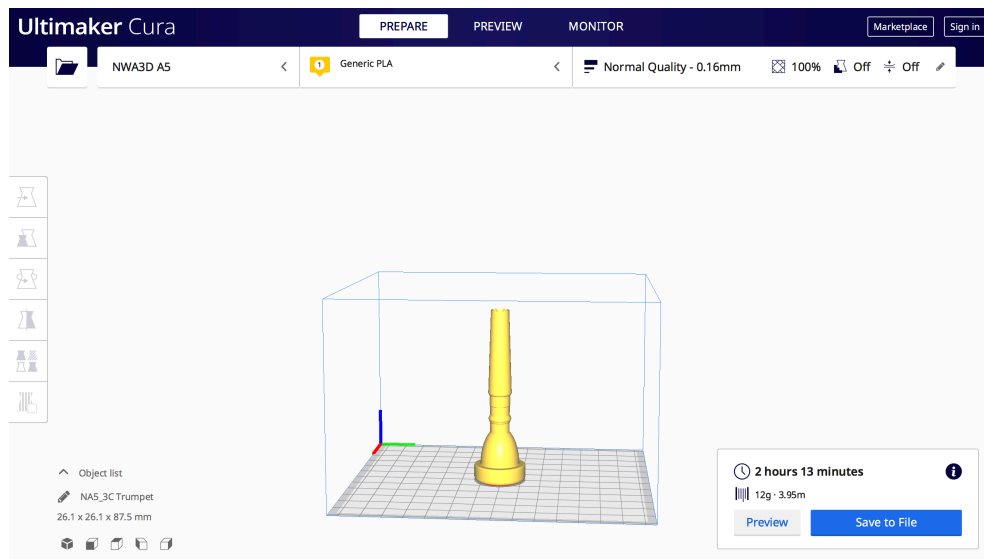 Ultimaker Cura
PREPARE
PREVIEW
MONITOR
Marketplace
Sign in
NWA3D A5
1
Generic PLA
Normal Quality - 0.16mm
100%
Off
Off
Object list
NA5_3C Trumpet
26.1 x 26.1 x 87.5 mm
2 hours 13 minutes
12g · 3.95m
Preview
Save to File